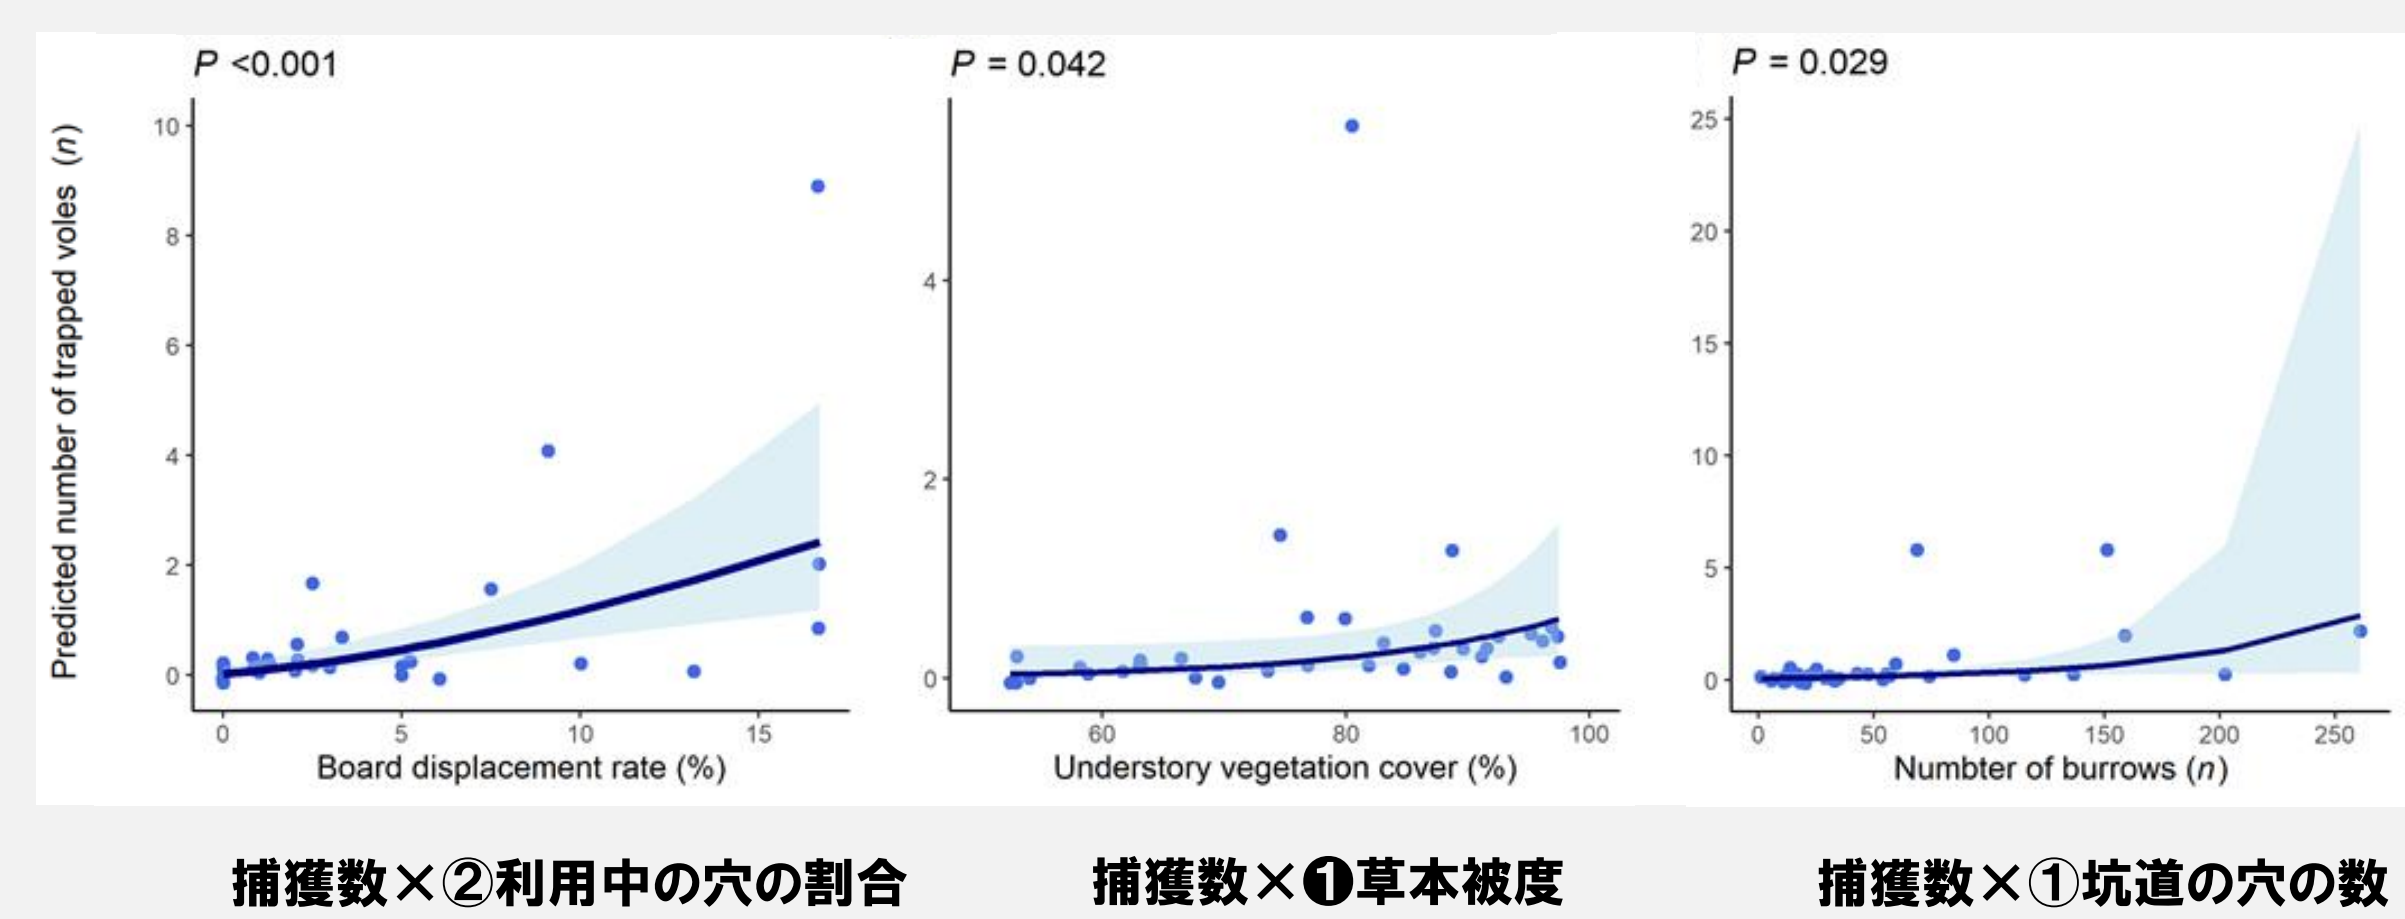 P <0.001
P = 0.042
P = 0.029
Predicted number of trapped voles (n)
10
8
6
4
2
0
0 5 10 15
Board displacement rate (%)
4
2
0
60 80 100
Understory vegetation cover (%)
25
20
15
10
5
0
0 50 100 150 200 250
Numbter of burrows (n)
捕獲数×②利用中の穴の割合
捕獲数×❶草本被度
捕獲数×①坑道の穴の数